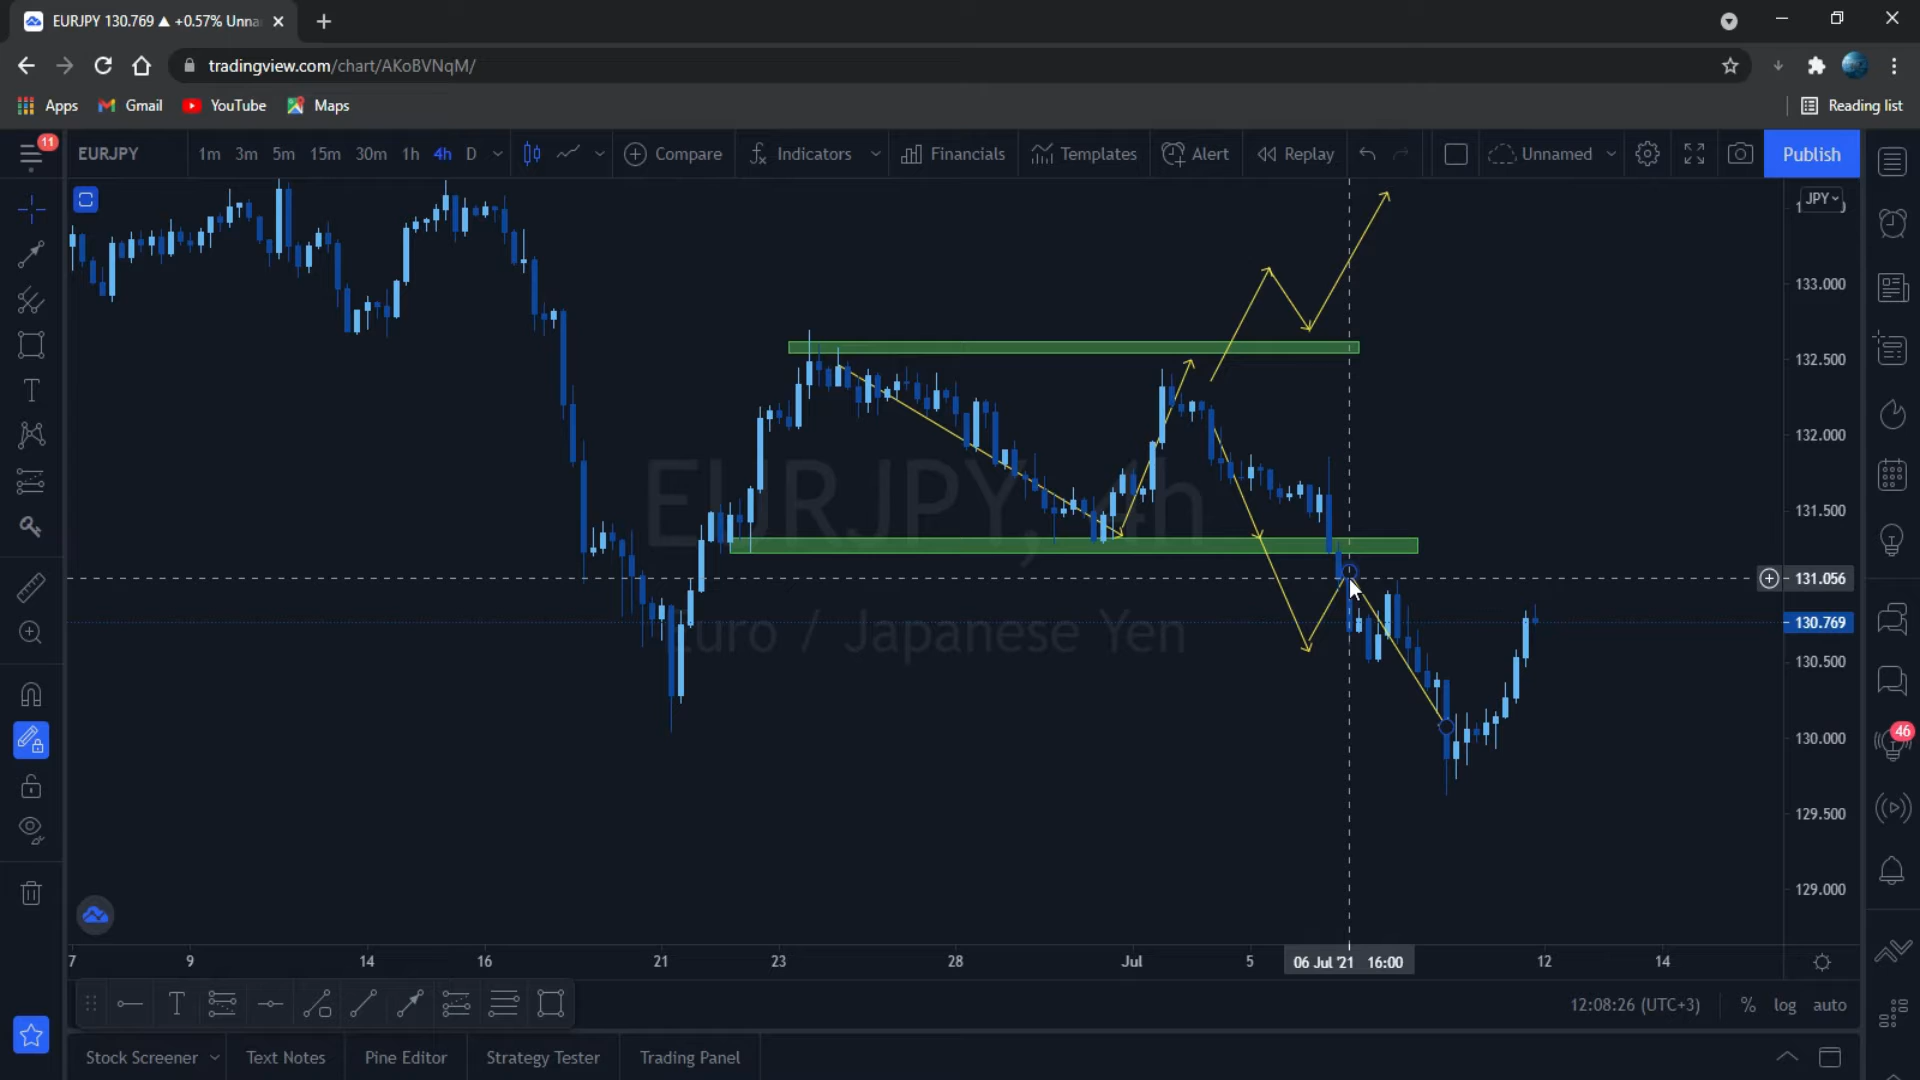 EURJPY 130.769 ▲ +0.57% Unna
tradingview.com/chart/AKoBVNqM/
Apps Gmail YouTube Maps Reading list
11
EURJPY 1m 3m 5m 15m 30m 1h 4h D Compare Indicators Financials Templates Alert Replay Unnamed Publish
JPY
133.000
132.500
132.000
131.500
EURJPY, 4h
131.056
130.769
Euro / Japanese Yen
130.500
130.000
46
129.500
129.000
7 9 14 16 21 23 28 Jul 5 06 Jul '21 16:00 12 14
12:08:26 (UTC+3) % log auto
Stock Screener Text Notes Pine Editor Strategy Tester Trading Panel